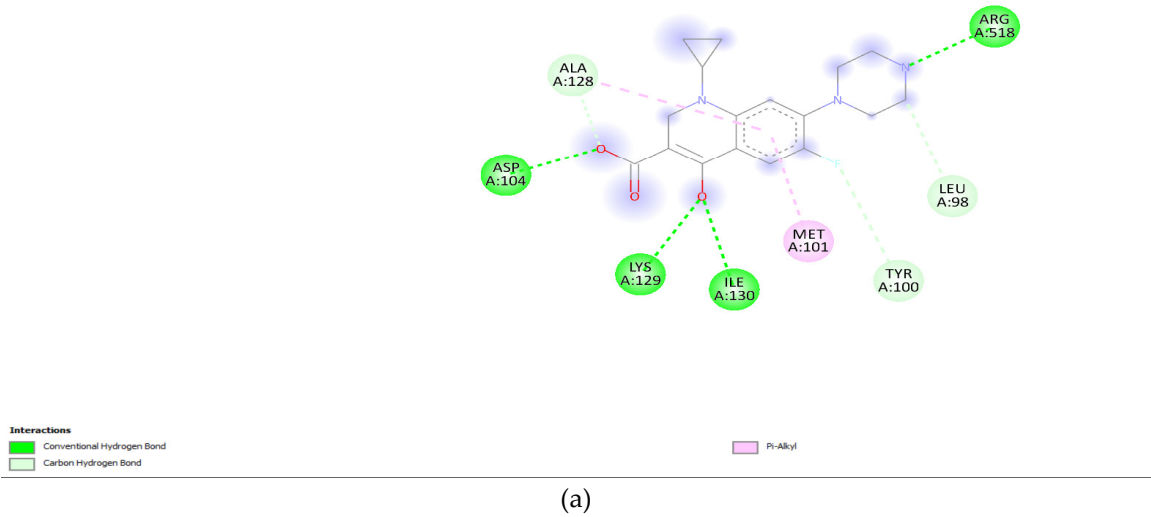 ARG
A:518
ALA
A:128
N
N
N
O
ASP
A:104
O
O
F
LEU
A:98
MET
A:101
LYS
A:129
ILE
A:130
TYR
A:100
Interactions
Conventional Hydrogen Bond
Carbon Hydrogen Bond
Pi-Alkyl
(a)